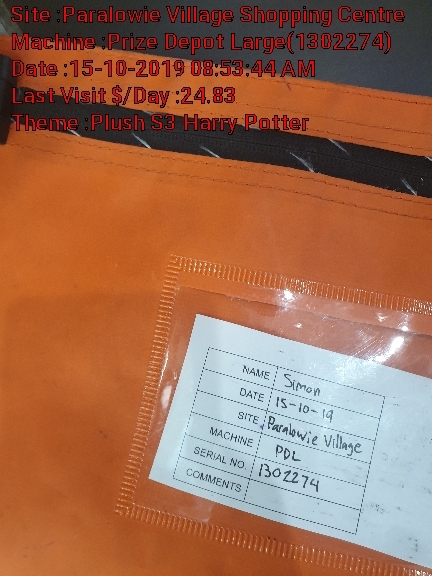 Site :Paralowie Village Shopping Centre
Machine :Prize Depot Large(1302274)
Date :15-10-2019 08:53:44 AM
Last Visit $/Day :24.83
Theme :Plush S3 Harry Potter
NAME Simon
DATE 15-10-19
SITE Paralowie Village
MACHINE PDL
SERIAL NO. 1302274
COMMENTS